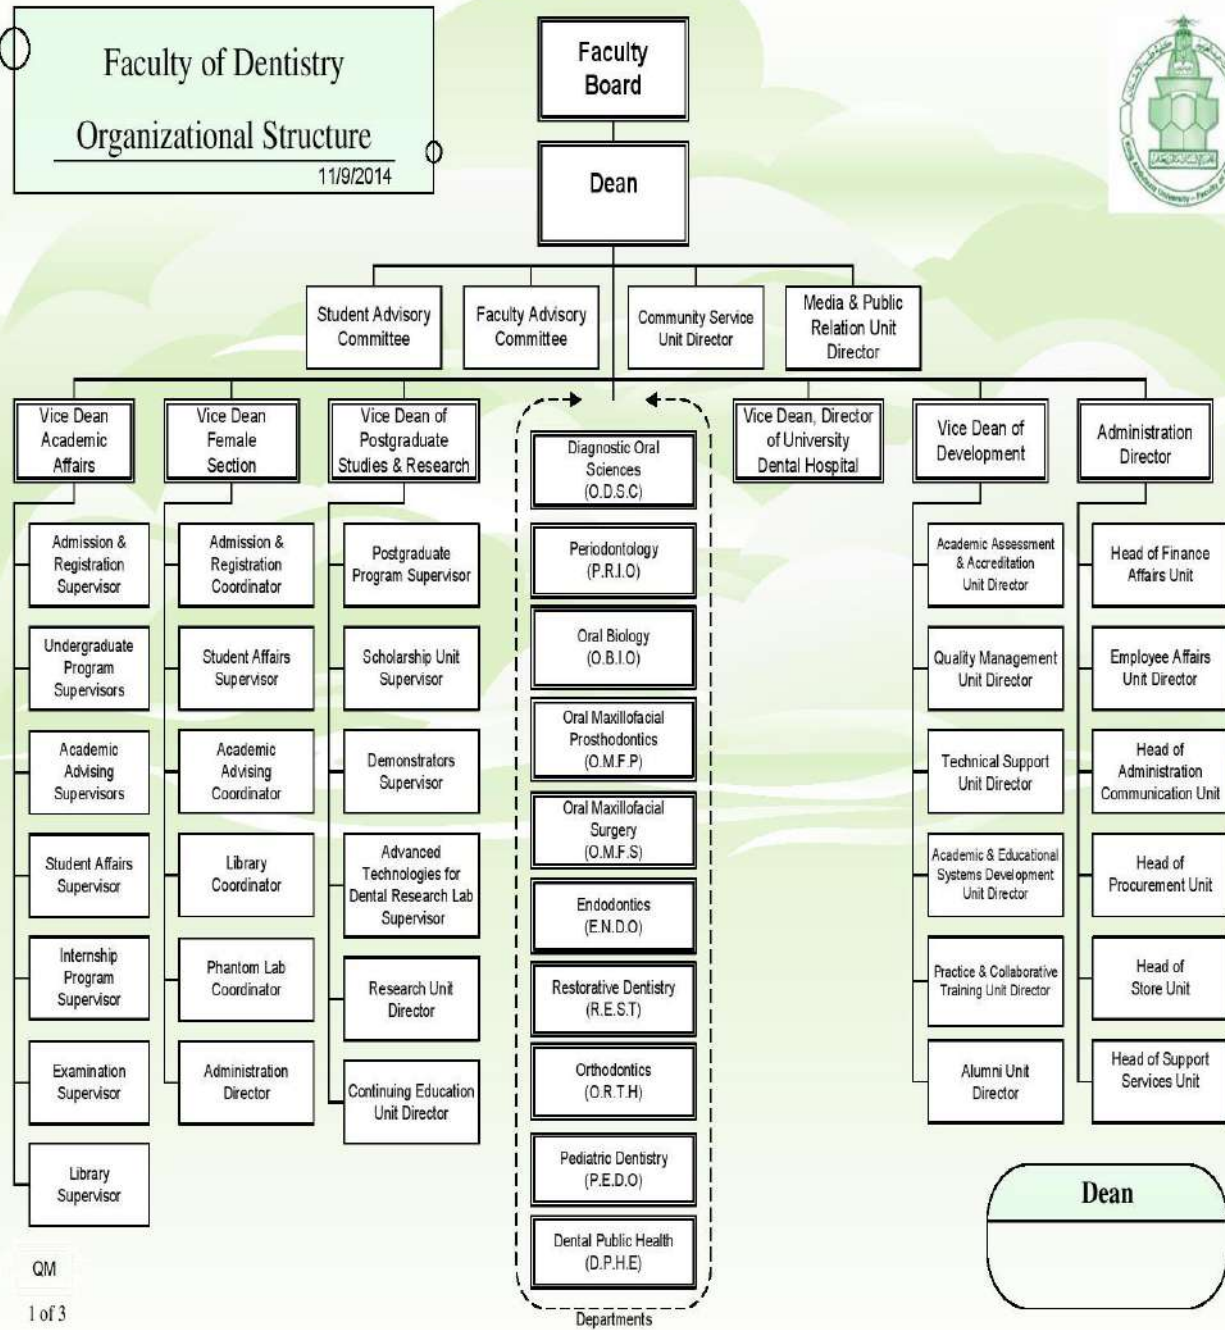 Faculty of Dentistry
Organizational Structure
11/9/2014
Faculty
Board
Dean
Student Advisory
Committee
Faculty Advisory
Committee
Community Service
Unit Director
Media & Public
Relation Unit
Director
Vice Dean
Academic
Affairs
Vice Dean
Female
Section
Vice Dean of
Postgraduate
Studies & Research
Vice Dean, Director
of University
Dental Hospital
Vice Dean of
Development
Administration
Director
Admission &
Registration
Supervisor
Undergraduate
Program
Supervisors
Academic
Advising
Supervisors
Student Affairs
Supervisor
Internship
Program
Supervisor
Examination
Supervisor
Library
Supervisor
Admission &
Registration
Coordinator
Student Affairs
Supervisor
Academic
Advising
Coordinator
Library
Coordinator
Phantom Lab
Coordinator
Administration
Director
Postgraduate
Program Supervisor
Scholarship Unit
Supervisor
Demonstrators
Supervisor
Advanced
Technologies for
Dental Research Lab
Supervisor
Research Unit
Director
Continuing Education
Unit Director
Diagnostic Oral
Sciences
(O.D.S.C)
Periodontology
(P.R.I.O)
Oral Biology
(O.B.I.O)
Oral Maxillofacial
Prosthodontics
(O.M.F.P)
Oral Maxillofacial
Surgery
(O.M.F.S)
Endodontics
(E.N.D.O)
Restorative Dentistry
(R.E.S.T)
Orthodontics
(O.R.T.H)
Pediatric Dentistry
(P.E.D.O)
Dental Public Health
(D.P.H.E)
Departments
Academic Assessment
& Accreditation
Unit Director
Quality Management
Unit Director
Technical Support
Unit Director
Academic & Educational
Systems Development
Unit Director
Practice & Collaborative
Training Unit Director
Alumni Unit
Director
Head of Finance
Affairs Unit
Employee Affairs
Unit Director
Head of
Administration
Communication Unit
Head of
Procurement Unit
Head of
Store Unit
Head of Support
Services Unit
Dean
QM
1 of 3